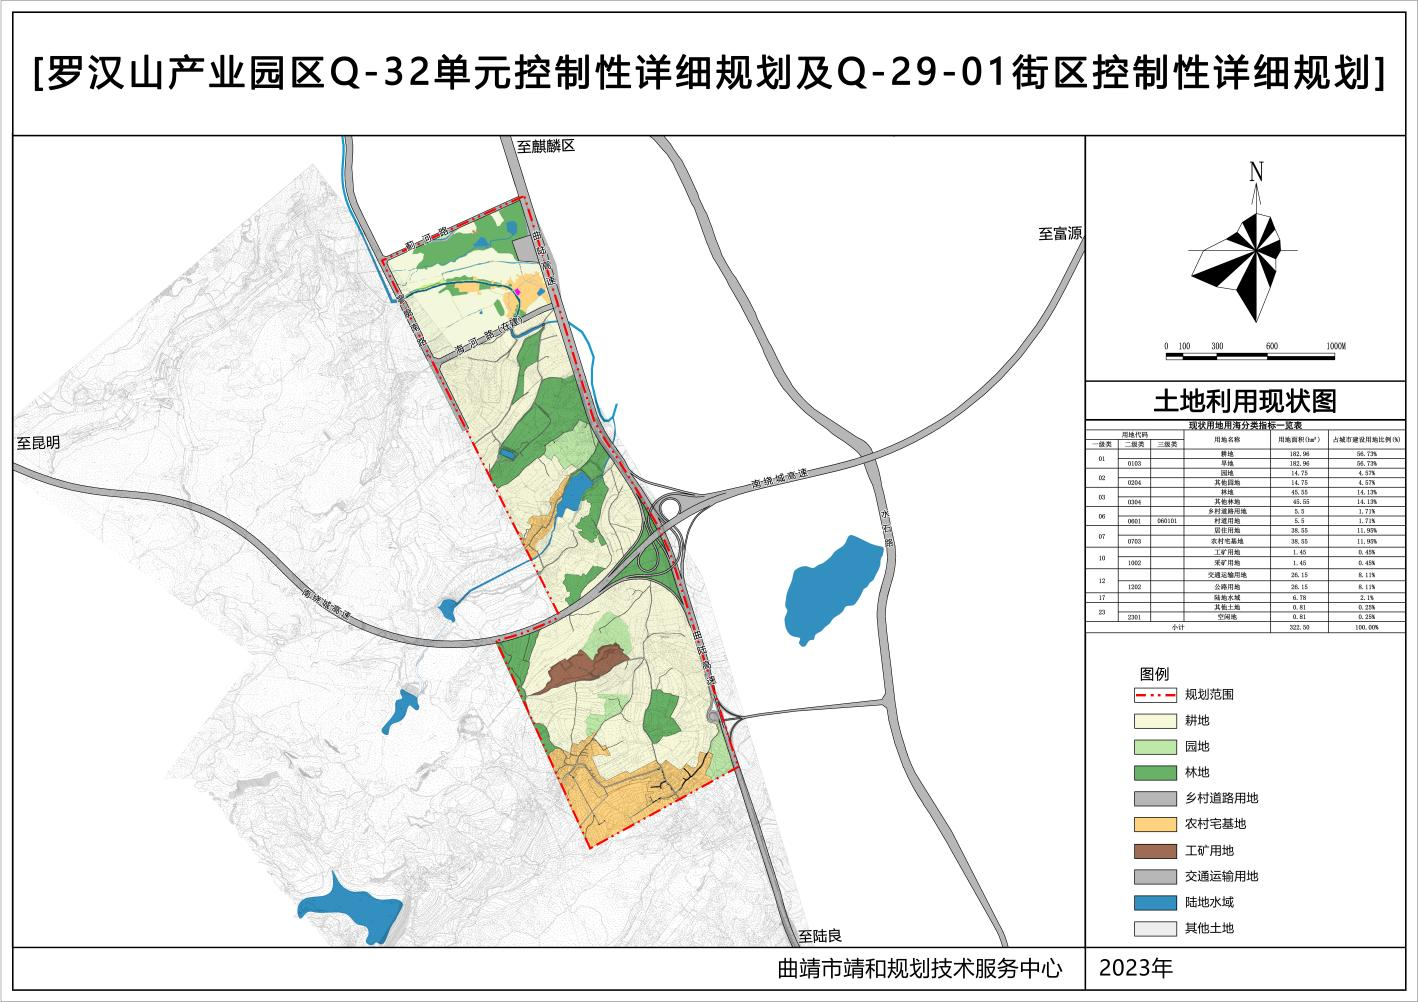 [罗汉山产业园区Q-32单元控制性详细规划及Q-29-01街区控制性详细规划]
至麒麟区
至富源
至昆明
至陆良
蓟河路
曲陆高速
海河路(在建)
南绕城高速
南绕城高速
水石路
曲陆高速
N
0 100 300 600 1000M
土地利用现状图
现状用地用海分类指标一览表
用地代码 用地名称 用地面积(hm²) 占城市建设用地比例(%)
一级类 二级类 三级类
01 耕地 182.96 56.73%
0103 旱地 182.96 56.73%
02 园地 14.75 4.57%
0204 其他园地 14.75 4.57%
03 林地 45.55 14.13%
0304 其他林地 45.55 14.13%
06 乡村道路用地 5.5 1.71%
0601 060101 村道用地 5.5 1.71%
07 居住用地 38.55 11.95%
0703 农村宅基地 38.55 11.95%
10 工矿用地 1.45 0.45%
1002 采矿用地 1.45 0.45%
12 交通运输用地 26.15 8.11%
1202 公路用地 26.15 8.11%
17 陆地水域 6.78 2.1%
23 其他土地 0.81 0.25%
2301 空闲地 0.81 0.25%
小计 322.50 100.00%
图例
规划范围
耕地
园地
林地
乡村道路用地
农村宅基地
工矿用地
交通运输用地
陆地水域
其他土地
曲靖市靖和规划技术服务中心
2023年